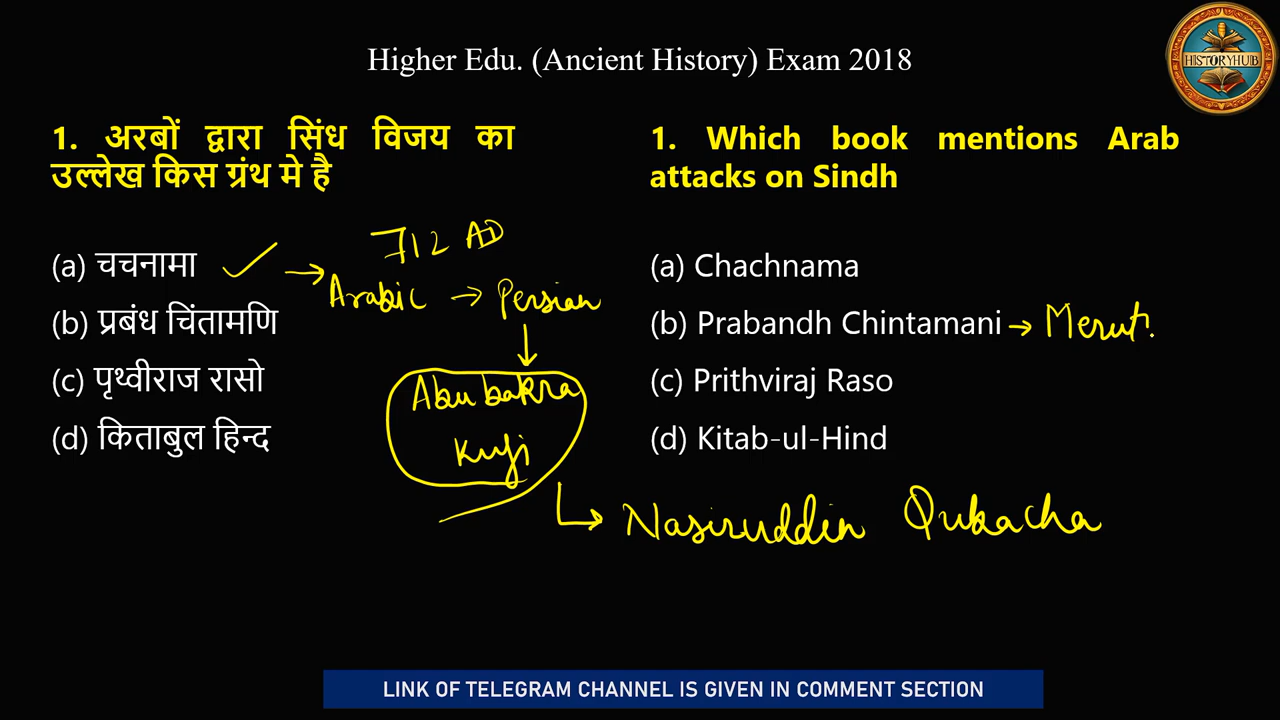 Higher Edu. (Ancient History) Exam 2018
HISTORYHUB
1. अरबों द्वारा सिंध विजय का
उल्लेख किस ग्रंथ मे है
(a) चचनामा
(b) प्रबंध चिंतामणि
(c) पृथ्वीराज रासो
(d) किताबुल हिन्द
712 AD
Arabic → Persian
Abu bakra
Kufi
Nasiruddin Qubacha
1. Which book mentions Arab
attacks on Sindh
(a) Chachnama
(b) Prabandh Chintamani → Merut
(c) Prithviraj Raso
(d) Kitab-ul-Hind
LINK OF TELEGRAM CHANNEL IS GIVEN IN COMMENT SECTION